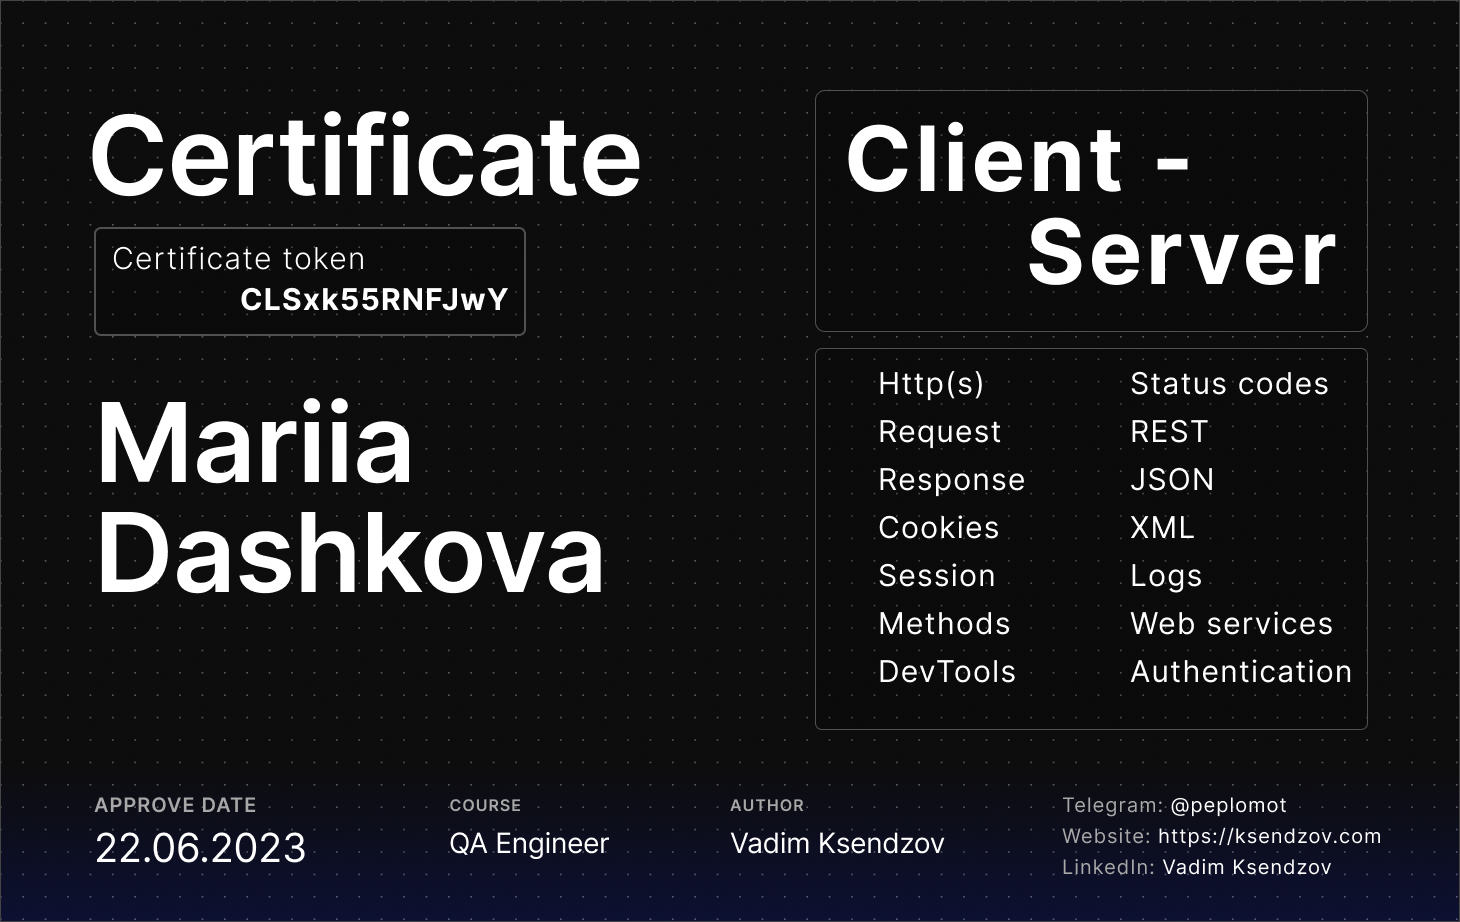 Certificate
Certificate token
CLSxk55RNFJwY
Mariia
Dashkova
Client -
Server
Http(s)
Request
Response
Cookies
Session
Methods
DevTools
Status codes
REST
JSON
XML
Logs
Web services
Authentication
APPROVE DATE
22.06.2023
COURSE
QA Engineer
AUTHOR
Vadim Ksendzov
Telegram: @peplomot
Website: https://ksendzov.com
LinkedIn: Vadim Ksendzov